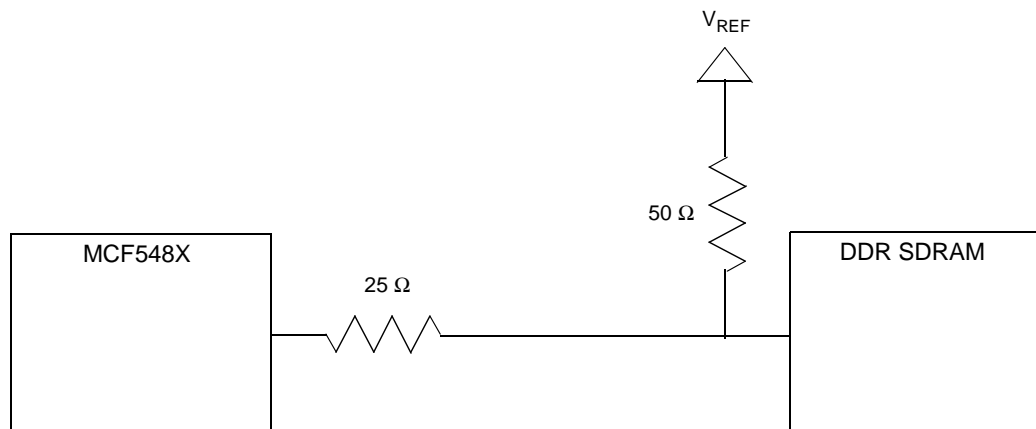 V_REF
50 Ω
MCF548X
DDR SDRAM
25 Ω